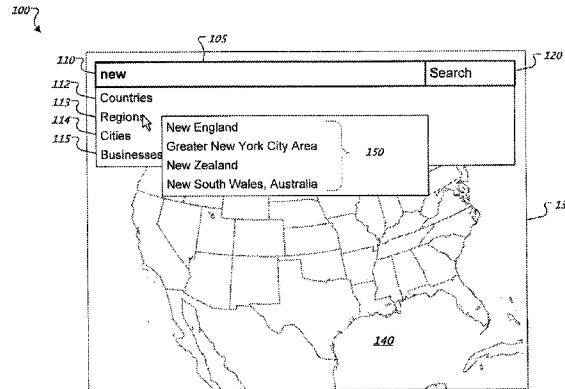 100
105
110
new
Search
120
112
Countries
113
Regions
114
Cities
115
Businesses
New England
Greater New York City Area
New Zealand
New South Wales, Australia
150
140